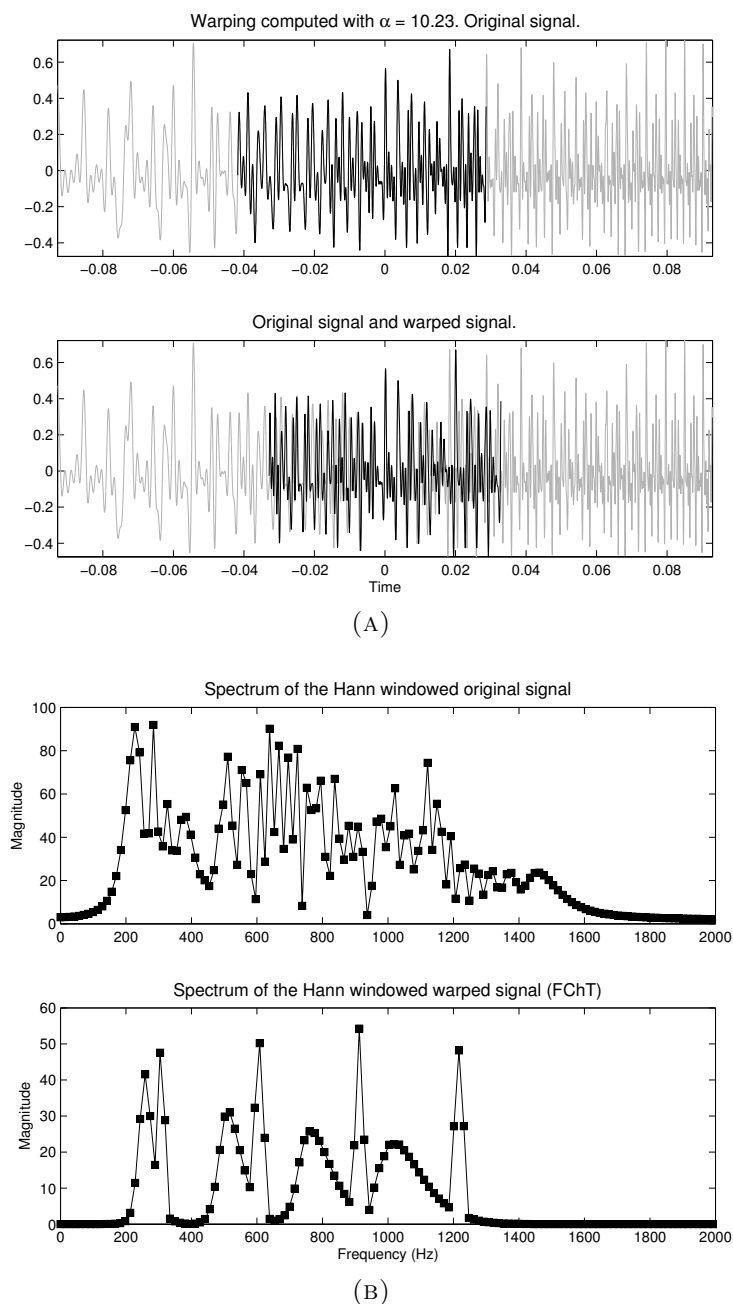 Warping computed with α = 10.23. Original signal.
0.6
0.4
0.2
0
−0.2
−0.4
−0.08 −0.06 −0.04 −0.02 0 0.02 0.04 0.06 0.08
Original signal and warped signal.
0.6
0.4
0.2
0
−0.2
−0.4
−0.08 −0.06 −0.04 −0.02 0 0.02 0.04 0.06 0.08
Time
(A)
Spectrum of the Hann windowed original signal
100
80
60
40
20
0
Magnitude
0 200 400 600 800 1000 1200 1400 1600 1800 2000
Spectrum of the Hann windowed warped signal (FChT)
60
50
40
30
20
10
0
Magnitude
0 200 400 600 800 1000 1200 1400 1600 1800 2000
Frequency (Hz)
(B)